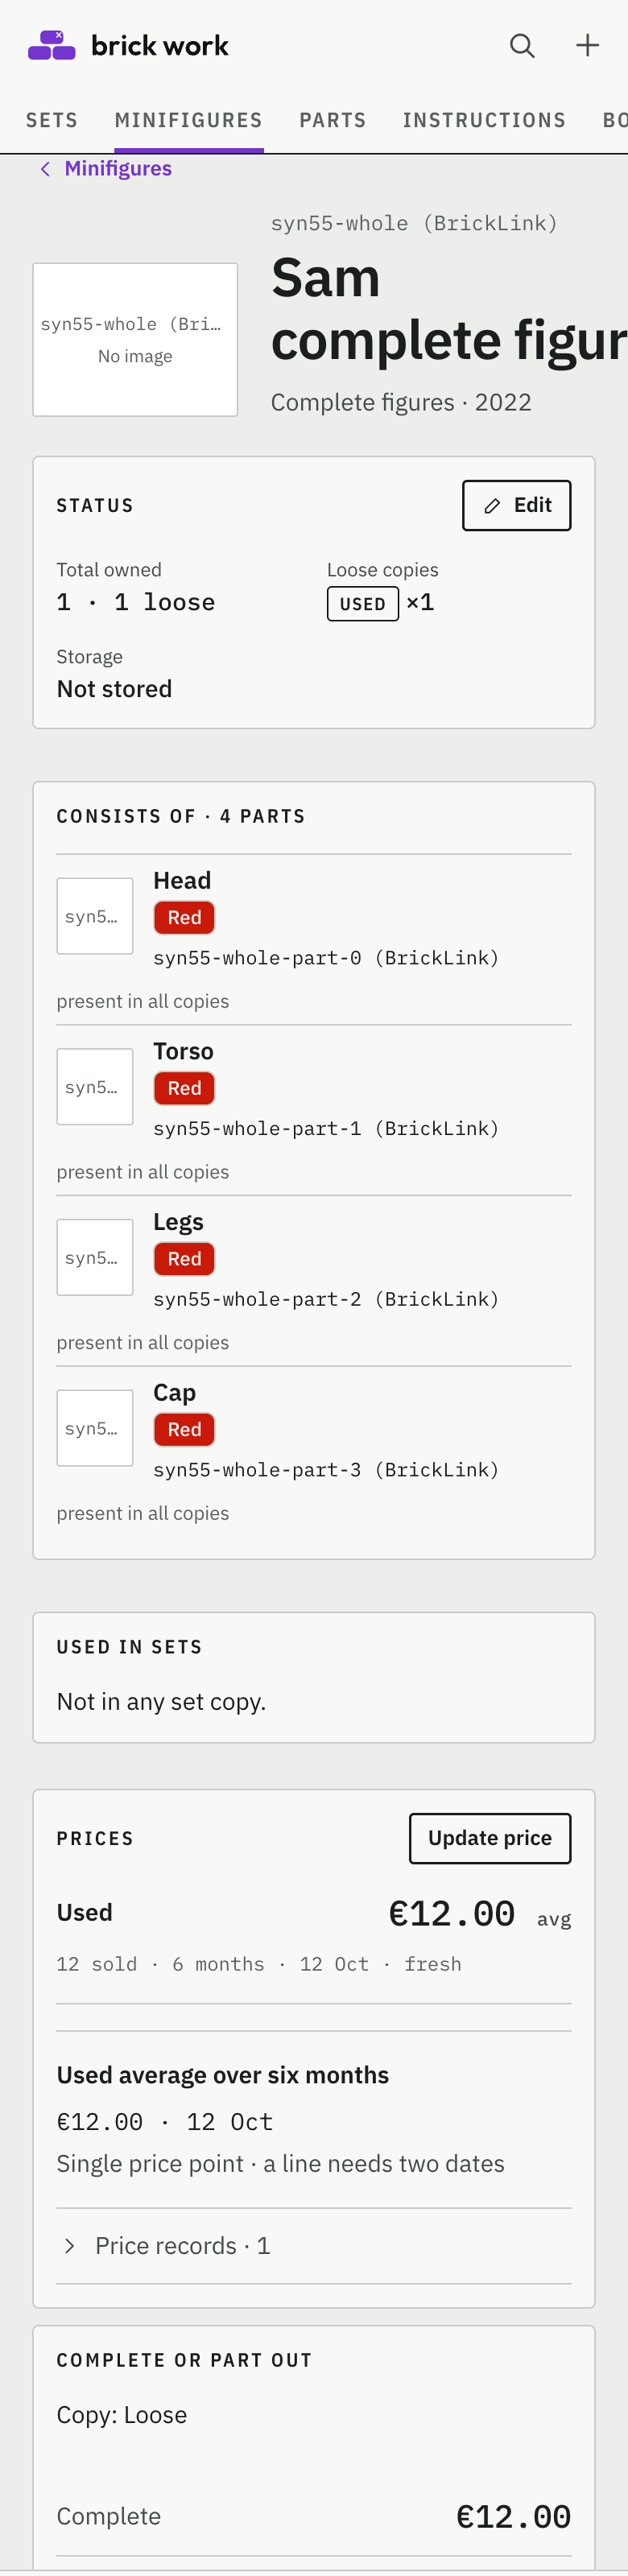 brick work
SETS MINIFIGURES PARTS INSTRUCTIONS BO
Minifigures
syn55-whole (BrickLink)
Sam
complete figur
Complete figures · 2022
syn55-whole (Bri…
No image
STATUS
Edit
Total owned
1 · 1 loose
Loose copies
USED ×1
Storage
Not stored
CONSISTS OF · 4 PARTS
syn5…
Head
Red
syn55-whole-part-0 (BrickLink)
present in all copies
syn5…
Torso
Red
syn55-whole-part-1 (BrickLink)
present in all copies
syn5…
Legs
Red
syn55-whole-part-2 (BrickLink)
present in all copies
syn5…
Cap
Red
syn55-whole-part-3 (BrickLink)
present in all copies
USED IN SETS
Not in any set copy.
PRICES
Update price
Used €12.00 avg
12 sold · 6 months · 12 Oct · fresh
Used average over six months
€12.00 · 12 Oct
Single price point · a line needs two dates
Price records · 1
COMPLETE OR PART OUT
Copy: Loose
Complete €12.00